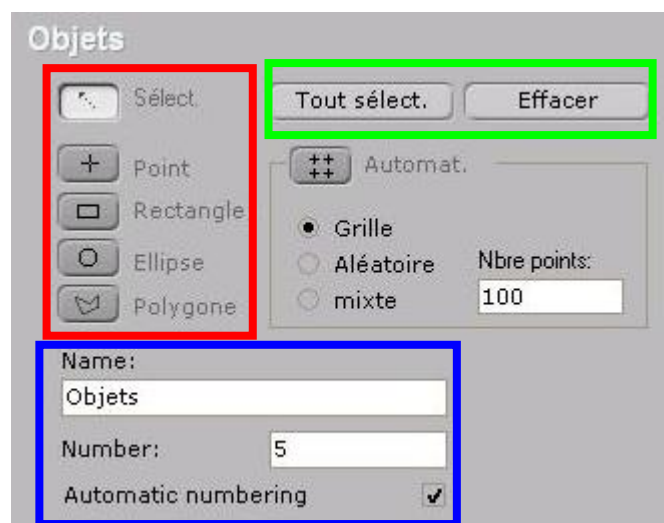 Objets
Sélect.
Tout sélect.
Effacer
Point
Rectangle
Ellipse
Polygone
Automat.
Grille
Aléatoire
mixte
Nbre points:
100
Name:
Objets
Number: 5
Automatic numbering